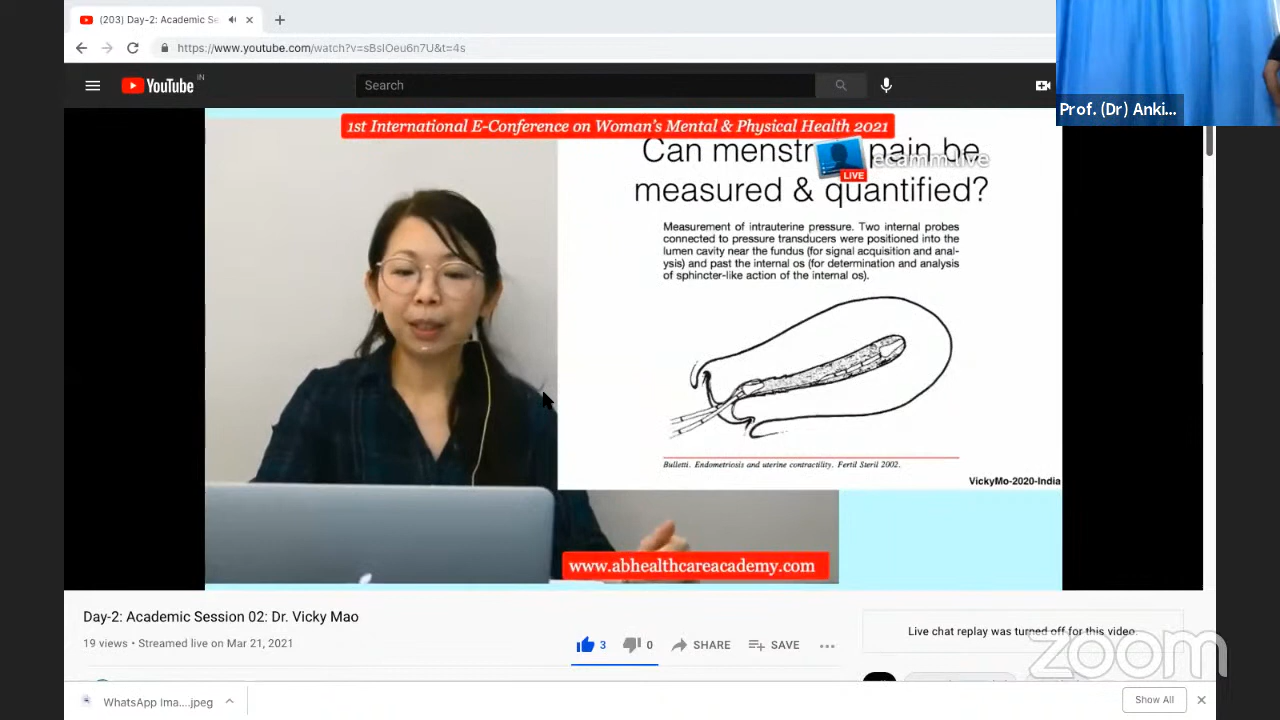 (203) Day-2: Academic Se
https://www.youtube.com/watch?v=sBslOeu6n7U&t=4s
YouTube IN
Search
Prof. (Dr) Anki...
1st International E-Conference on Woman's Mental & Physical Health 2021
Can menstr pain be
LIVE
ecamm.live
measured & quantified?
Measurement of intrauterine pressure. Two internal probes
connected to pressure transducers were positioned into the
lumen cavity near the fundus (for signal acquisition and anal-
ysis) and past the internal os (for determination and analysis
of sphincter-like action of the internal os).
Bulletti. Endometriosis and uterine contractility. Fertil Steril 2002.
VickyMo-2020-India
www.abhealthcareacademy.com
Day-2: Academic Session 02: Dr. Vicky Mao
19 views • Streamed live on Mar 21, 2021
3
0
SHARE
SAVE
Live chat replay was turned off for this video.
zoom
WhatsApp Ima....jpeg
Show All